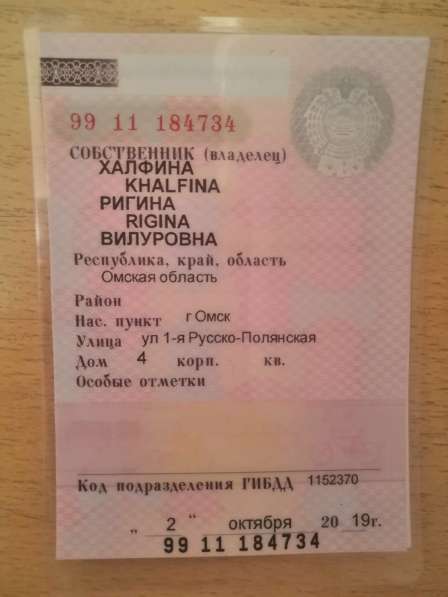 99 11 184734
СОБСТВЕННИК (владелец)
ХАЛФИНА
KHALFINA
РИГИНА
RIGINA
ВИЛУРОВНА
Республика, край, область
Омская область
Район
Нас. пункт г Омск
Улица ул 1-я Русско-Полянская
Дом 4 корп. кв.
Особые отметки
Код подразделения ГИБДД 1152370
„ 2 " октября 20 19г.
99 11 184734